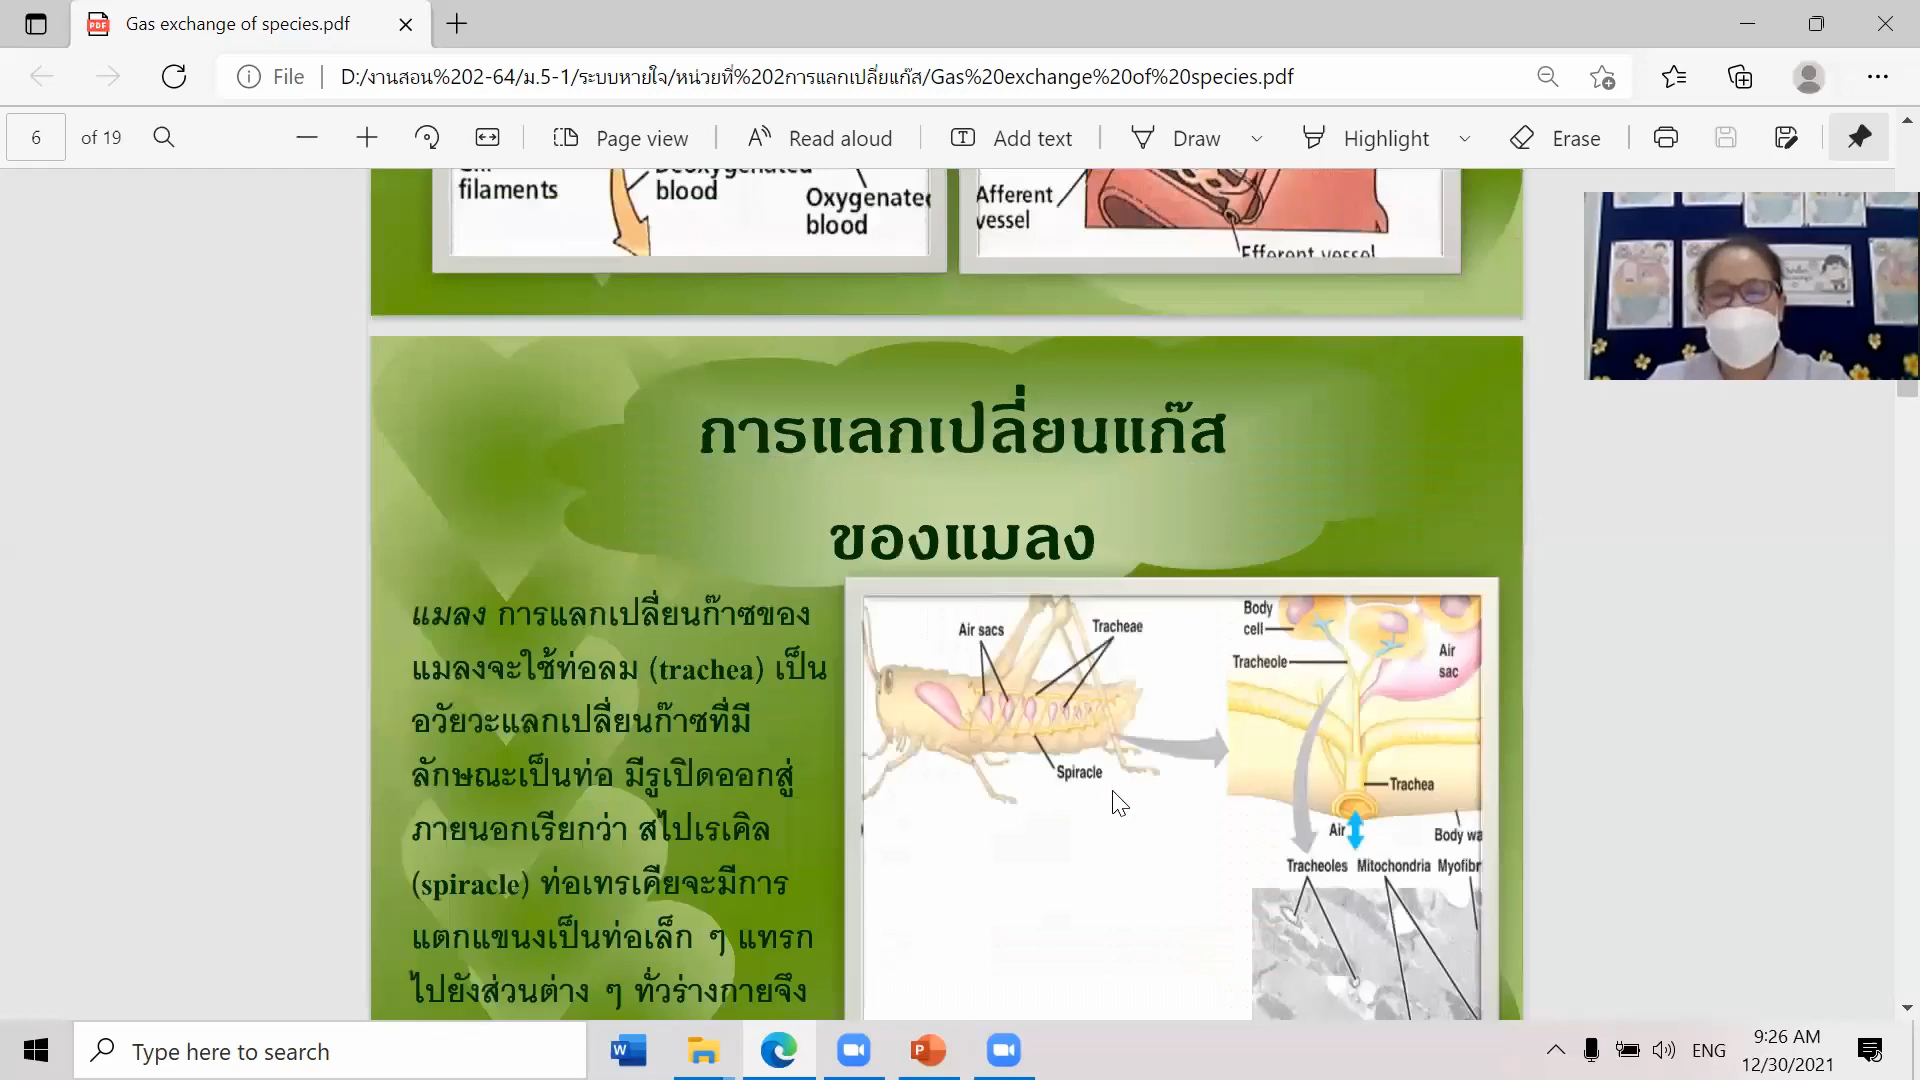 Gas exchange of species.pdf
File
D:/งานสอน%202-64/ม.5-1/ระบบหายใจ/หน่วยที่%202การแลกเปลี่ยแก๊ส/Gas%20exchange%20of%20species.pdf
6 of 19
Page view
Read aloud
Add text
Draw
Highlight
Erase
filaments
Deoxygenated
blood
Oxygenated
blood
Afferent
vessel
Efferent vessel
การแลกเปลี่ยนแก๊ส
ของแมลง
แมลง การแลกเปลี่ยนก๊าซของ
แมลงจะใช้ท่อลม (trachea) เป็น
อวัยวะแลกเปลี่ยนก๊าซที่มี
ลักษณะเป็นท่อ มีรูเปิดออกสู่
ภายนอกเรียกว่า สไปเรเคิล
(spiracle) ท่อเทรเคียจะมีการ
แตกแขนงเป็นท่อเล็ก ๆ แทรก
ไปยังส่วนต่าง ๆ ทั่วร่างกายจึง
Air sacs
Tracheae
Spiracle
Body
cell
Tracheole
Air
sac
Trachea
Air
Body wa
Tracheoles Mitochondria Myofibr
Type here to search
ENG
9:26 AM
12/30/2021